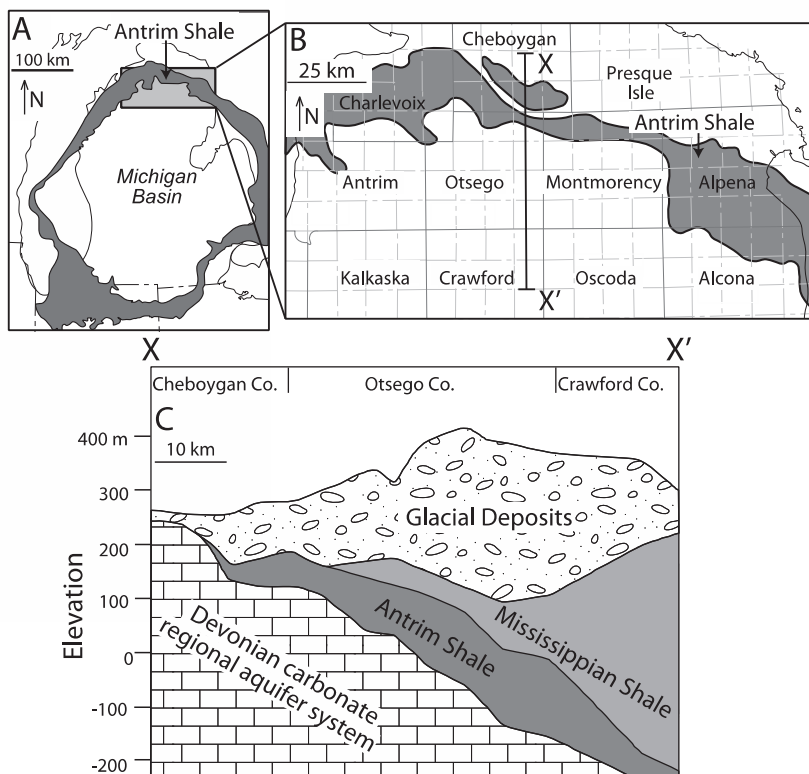 A
Antrim Shale
100 km
N
Michigan
Basin
B
Cheboygan
X
25 km
N
Presque
Isle
Charlevoix
Antrim Shale
Antrim
Otsego
Montmorency
Alpena
Kalkaska
Crawford
Oscoda
Alcona
X'
X
X'
Cheboygan Co.
Otsego Co.
Crawford Co.
C
10 km
400 m
300
200
100
0
-100
-200
Elevation
Glacial Deposits
Mississippian Shale
Antrim Shale
Devonian carbonate
regional aquifer system